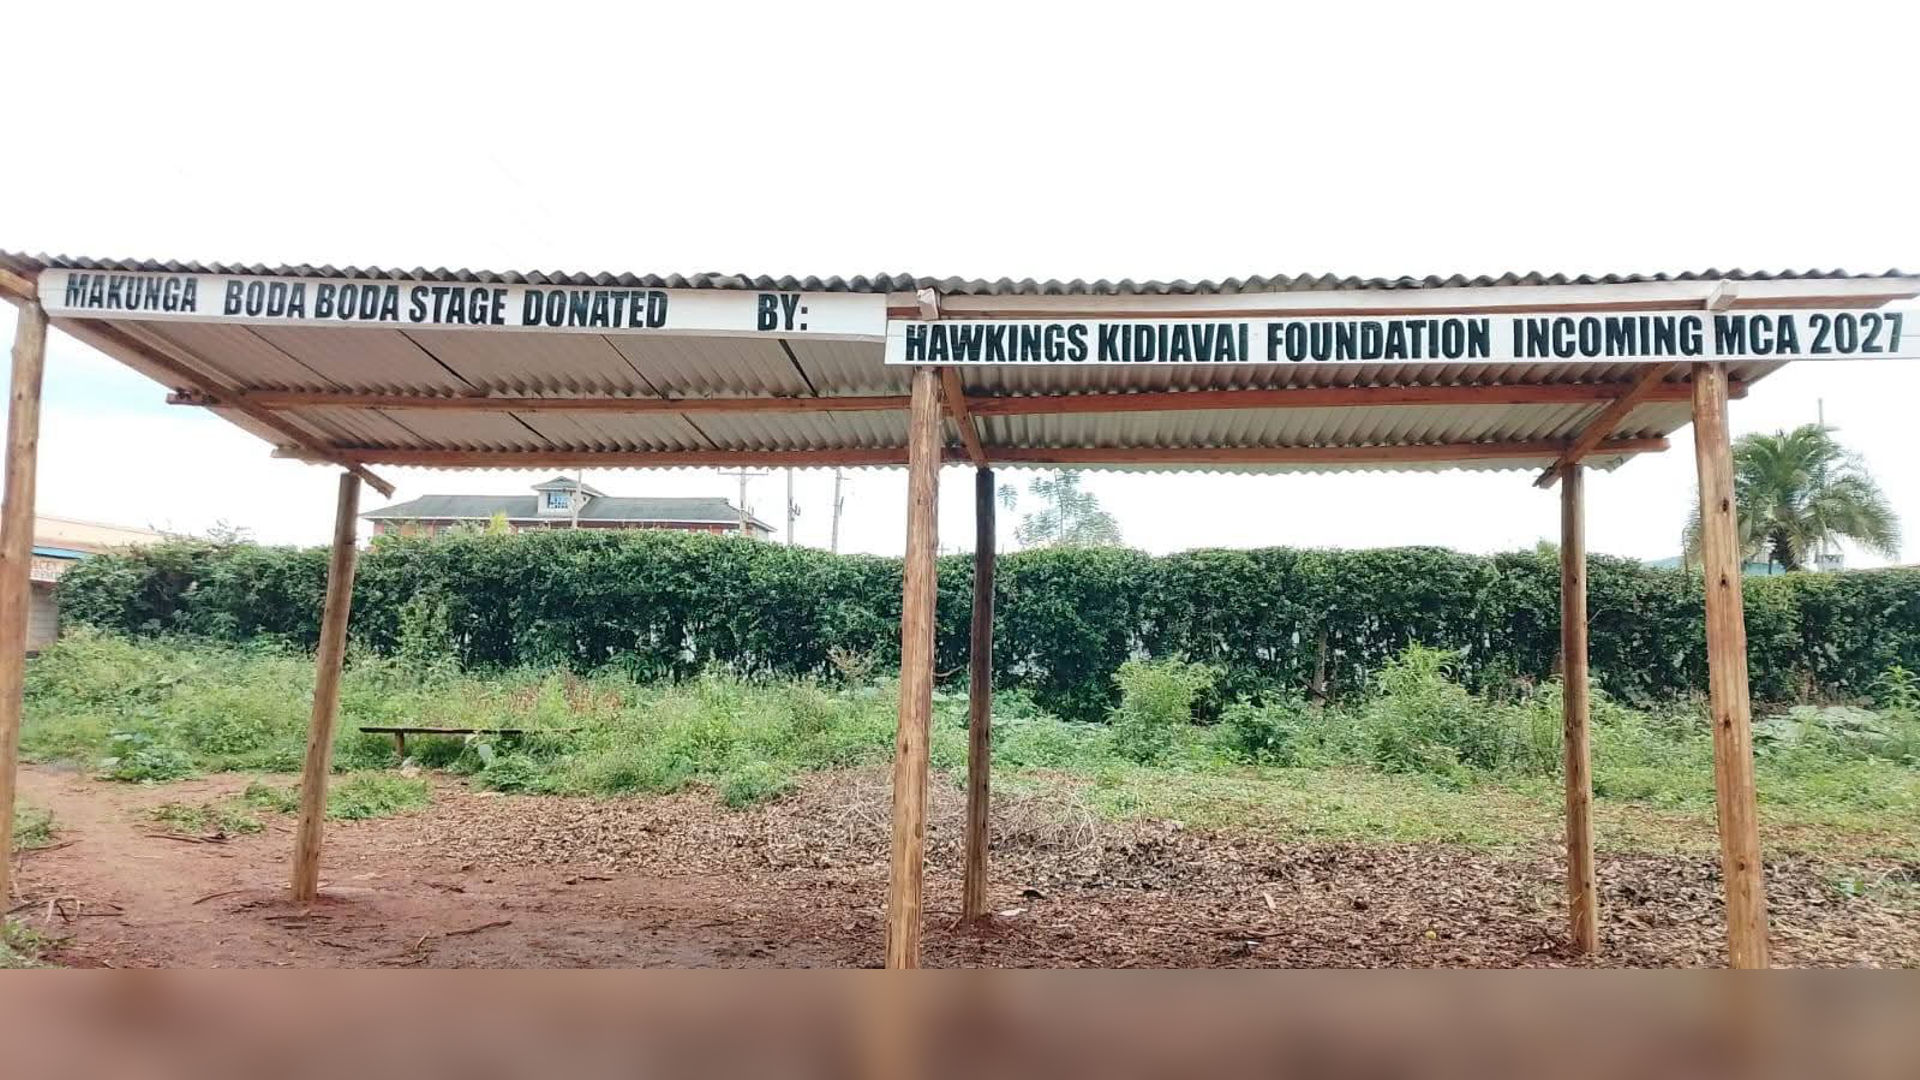 MAKUNGA BODA BODA STAGE DONATED BY:
HAWKINGS KIDIAVAI FOUNDATION INCOMING MCA 2027